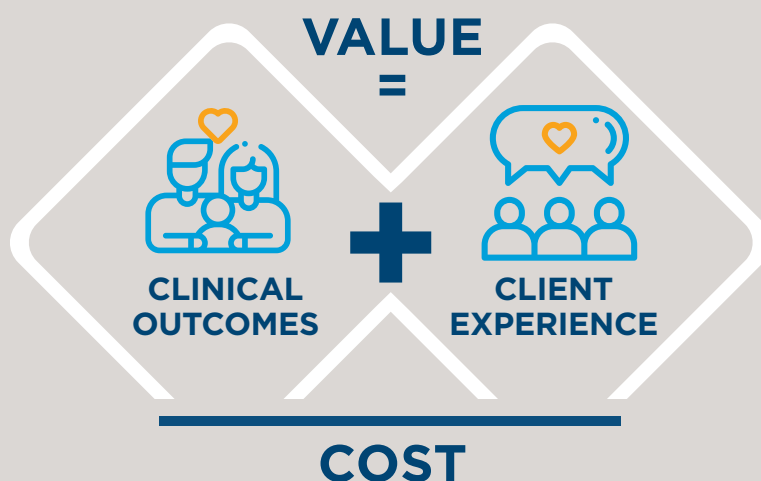 VALUE
=
CLINICAL
OUTCOMES
+
CLIENT
EXPERIENCE
COST